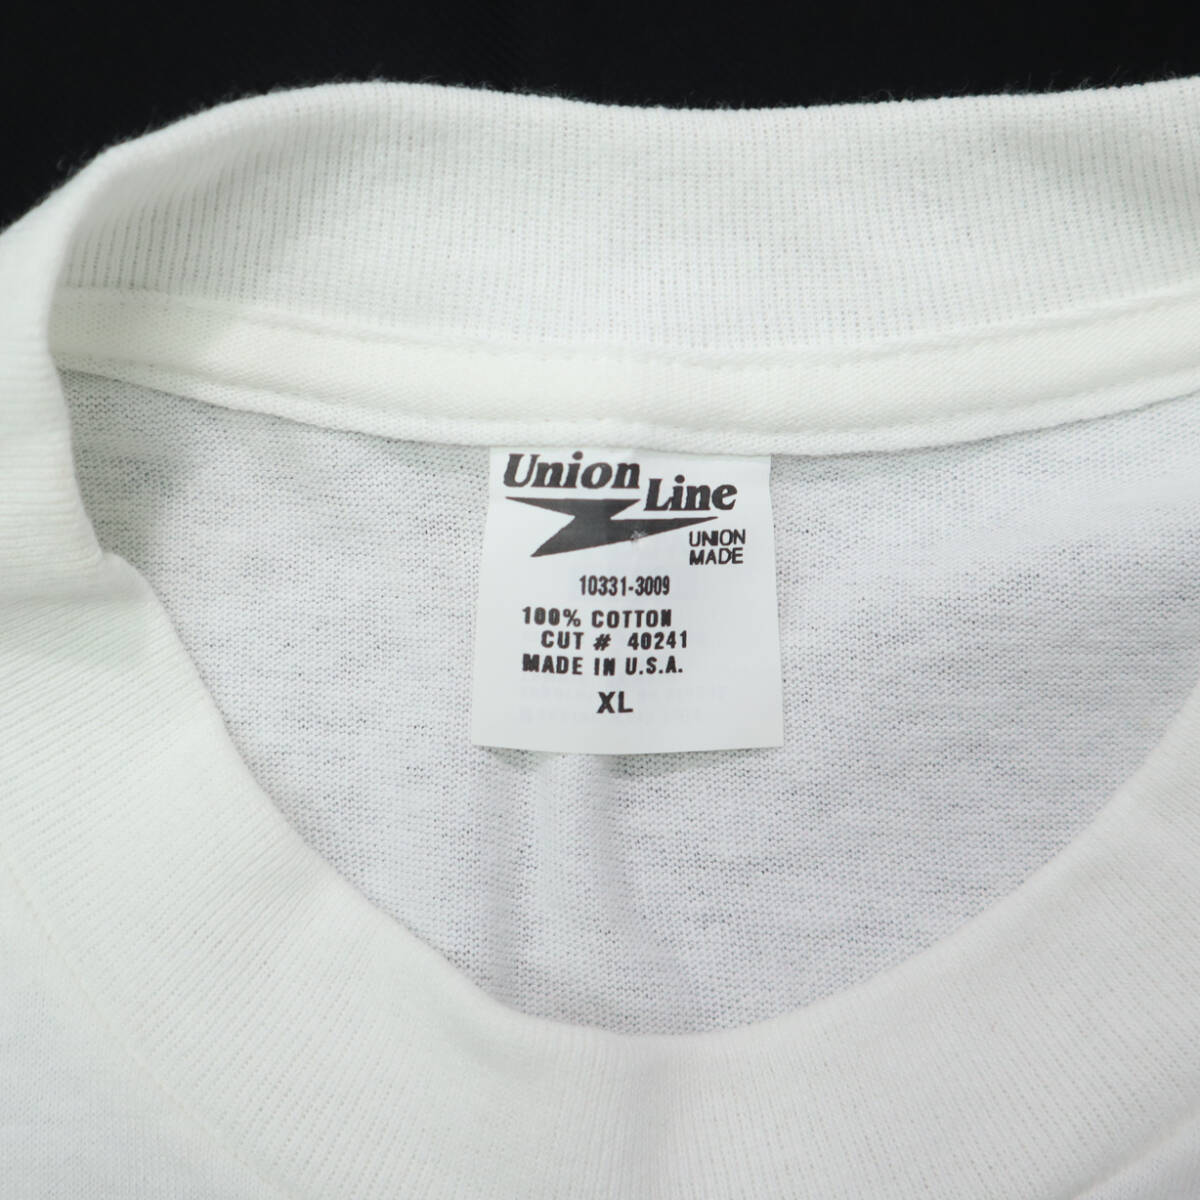 Union Line
UNION
MADE
10331-3009
100% COTTON
CUT # 40241
MADE IN U.S.A.
XL